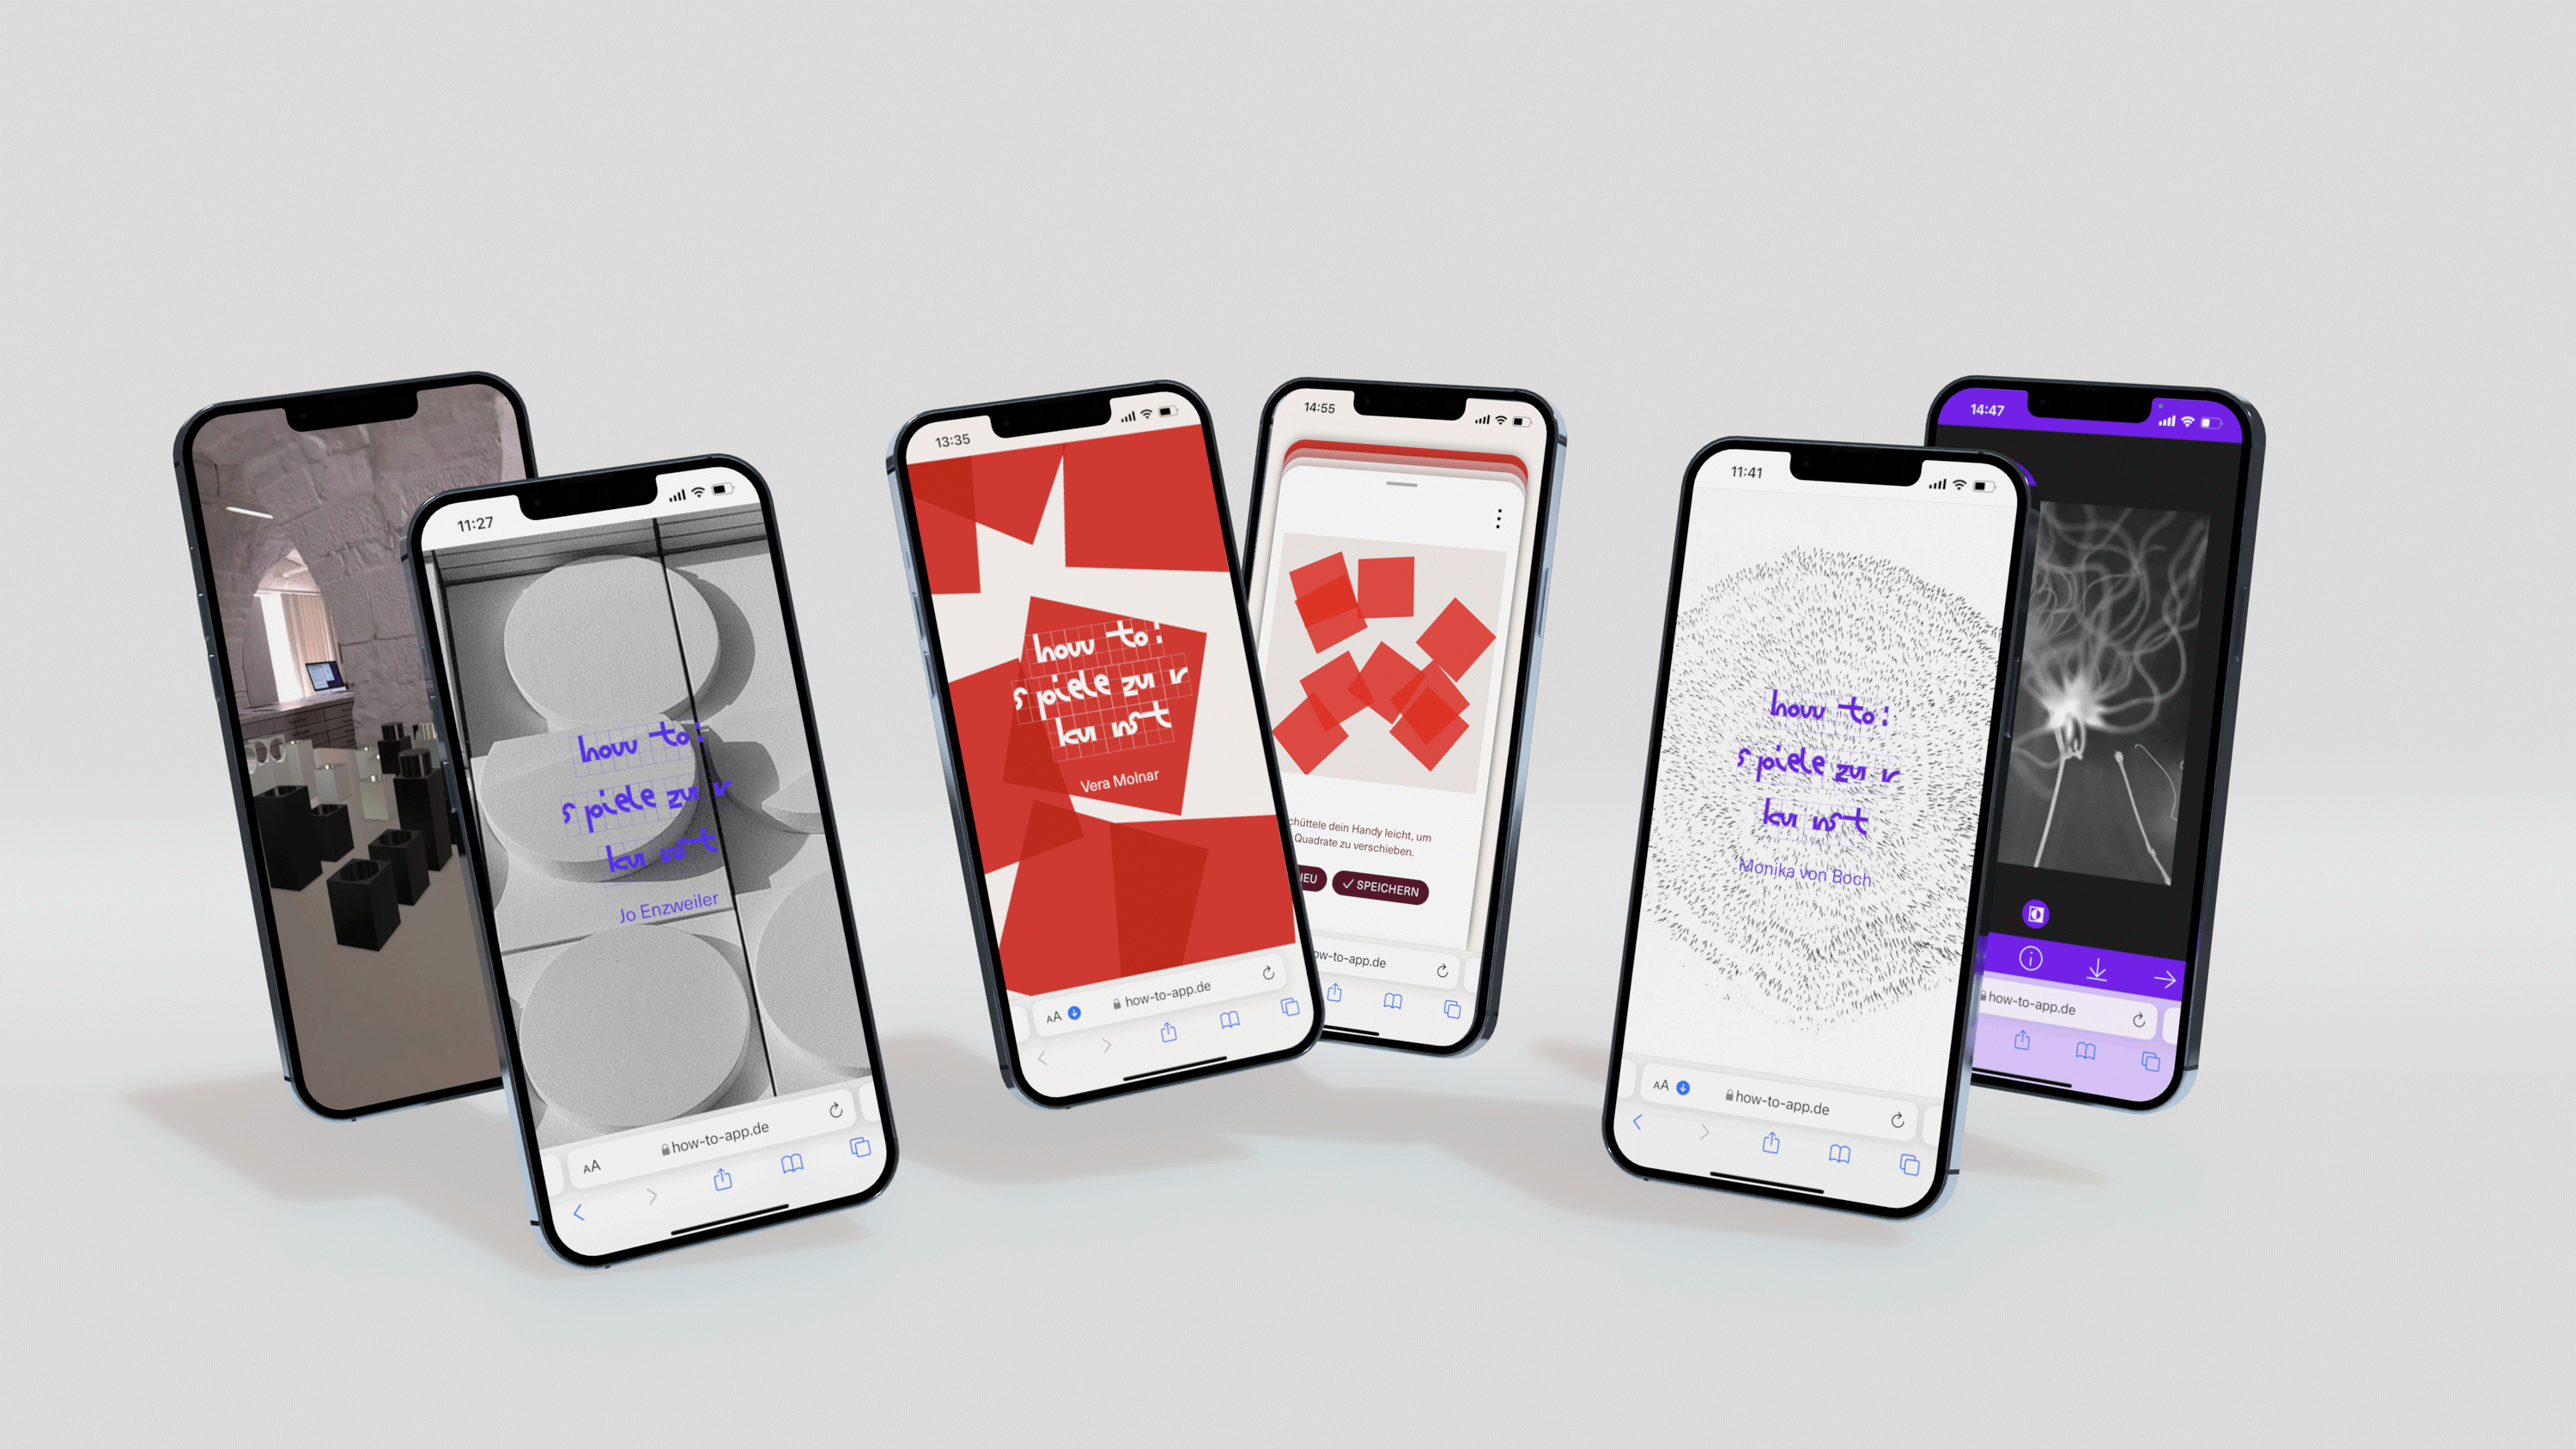 11:27
how to:
spiele zur
kunst
Jo Enzweiler
AA how-to-app.de
13:35
how to:
spiele zur
kunst
Vera Molnar
AA how-to-app.de
14:55
chüttele dein Handy leicht, um
Quadrate zu verschieben.
EU ✓ SPEICHERN
ow-to-app.de
11:41
how to:
spiele zur
kunst
Monika von Boch
AA how-to-app.de
14:47
how-to-app.de